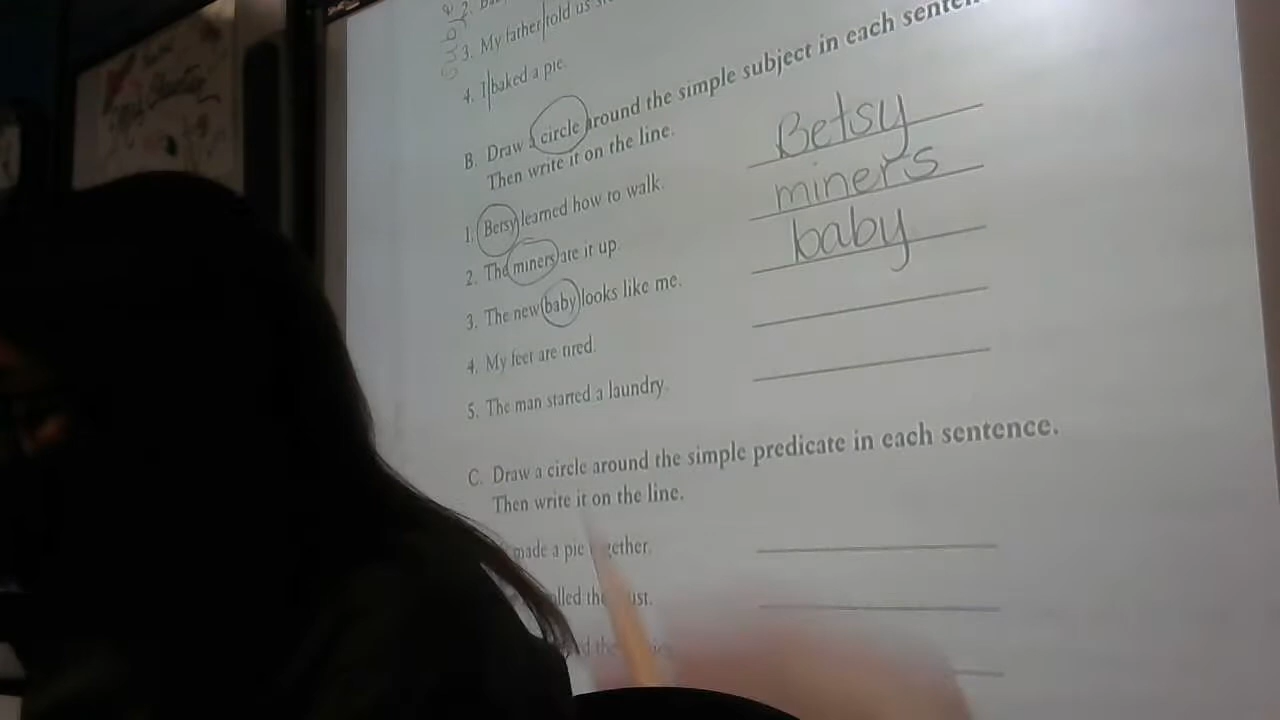 3. My father told us
4. I baked a pie.
B. Draw a circle around the simple subject in each
Then write it on the line.
1. Betsy learned how to walk. Betsy
2. The miners ate it up. miners
3. The new baby looks like me. baby
4. My feet are tired.
5. The man started a laundry.
C. Draw a circle around the simple predicate in each sentence.
Then write it on the line.
made a pie